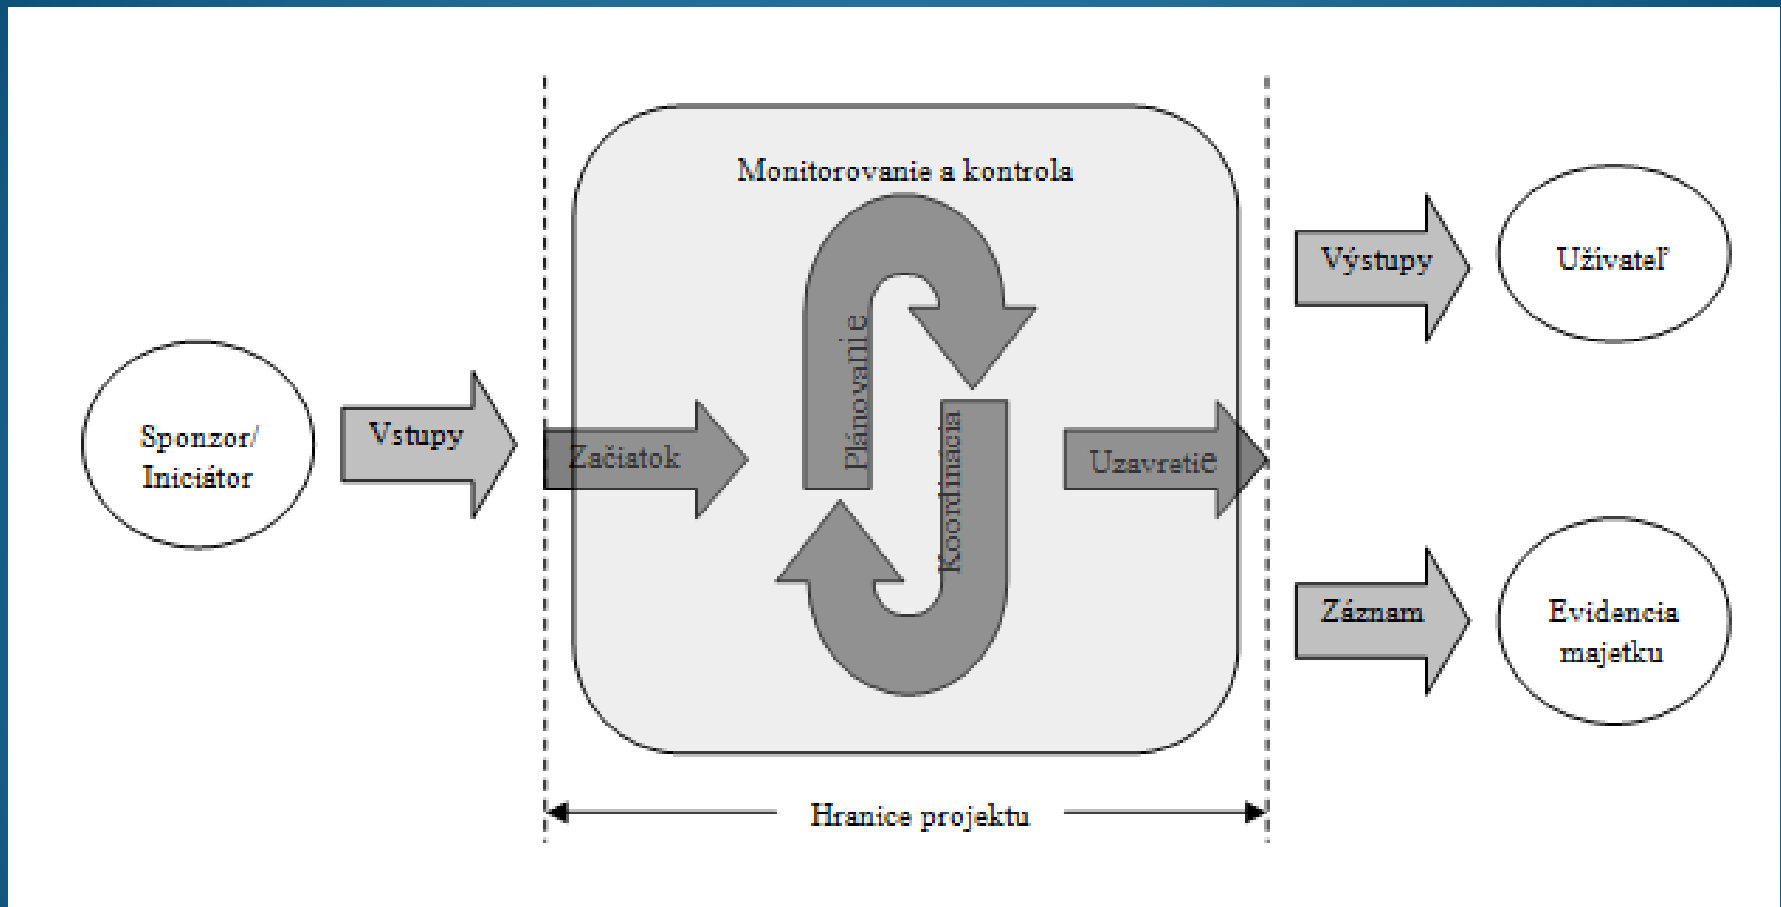 Monitorovanie a kontrola
Sponzor/
Iniciátor
Vstupy
Začiatok
Plánovanie
Koordinácia
Uzavretie
Výstupy
Užívateľ
Záznam
Evidencia
majetku
Hranice projektu